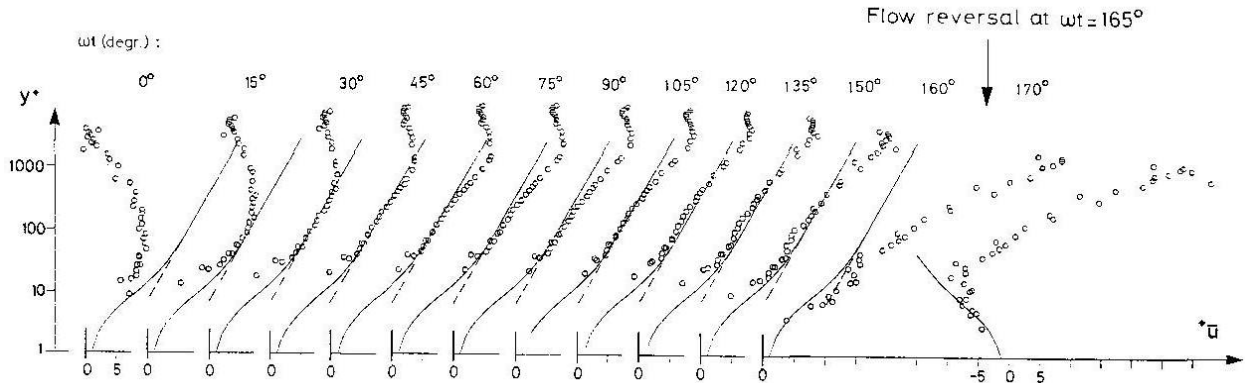 Flow reversal at ωt = 165°
ωt (degr.) :
0° 15° 30° 45° 60° 75° 90° 105° 120° 135° 150° 160° 170°
y⁺
1000
100
10
1
⁺ū
0 5 0 0 0 0 0 0 0 0 0 0 0 -5 0 5